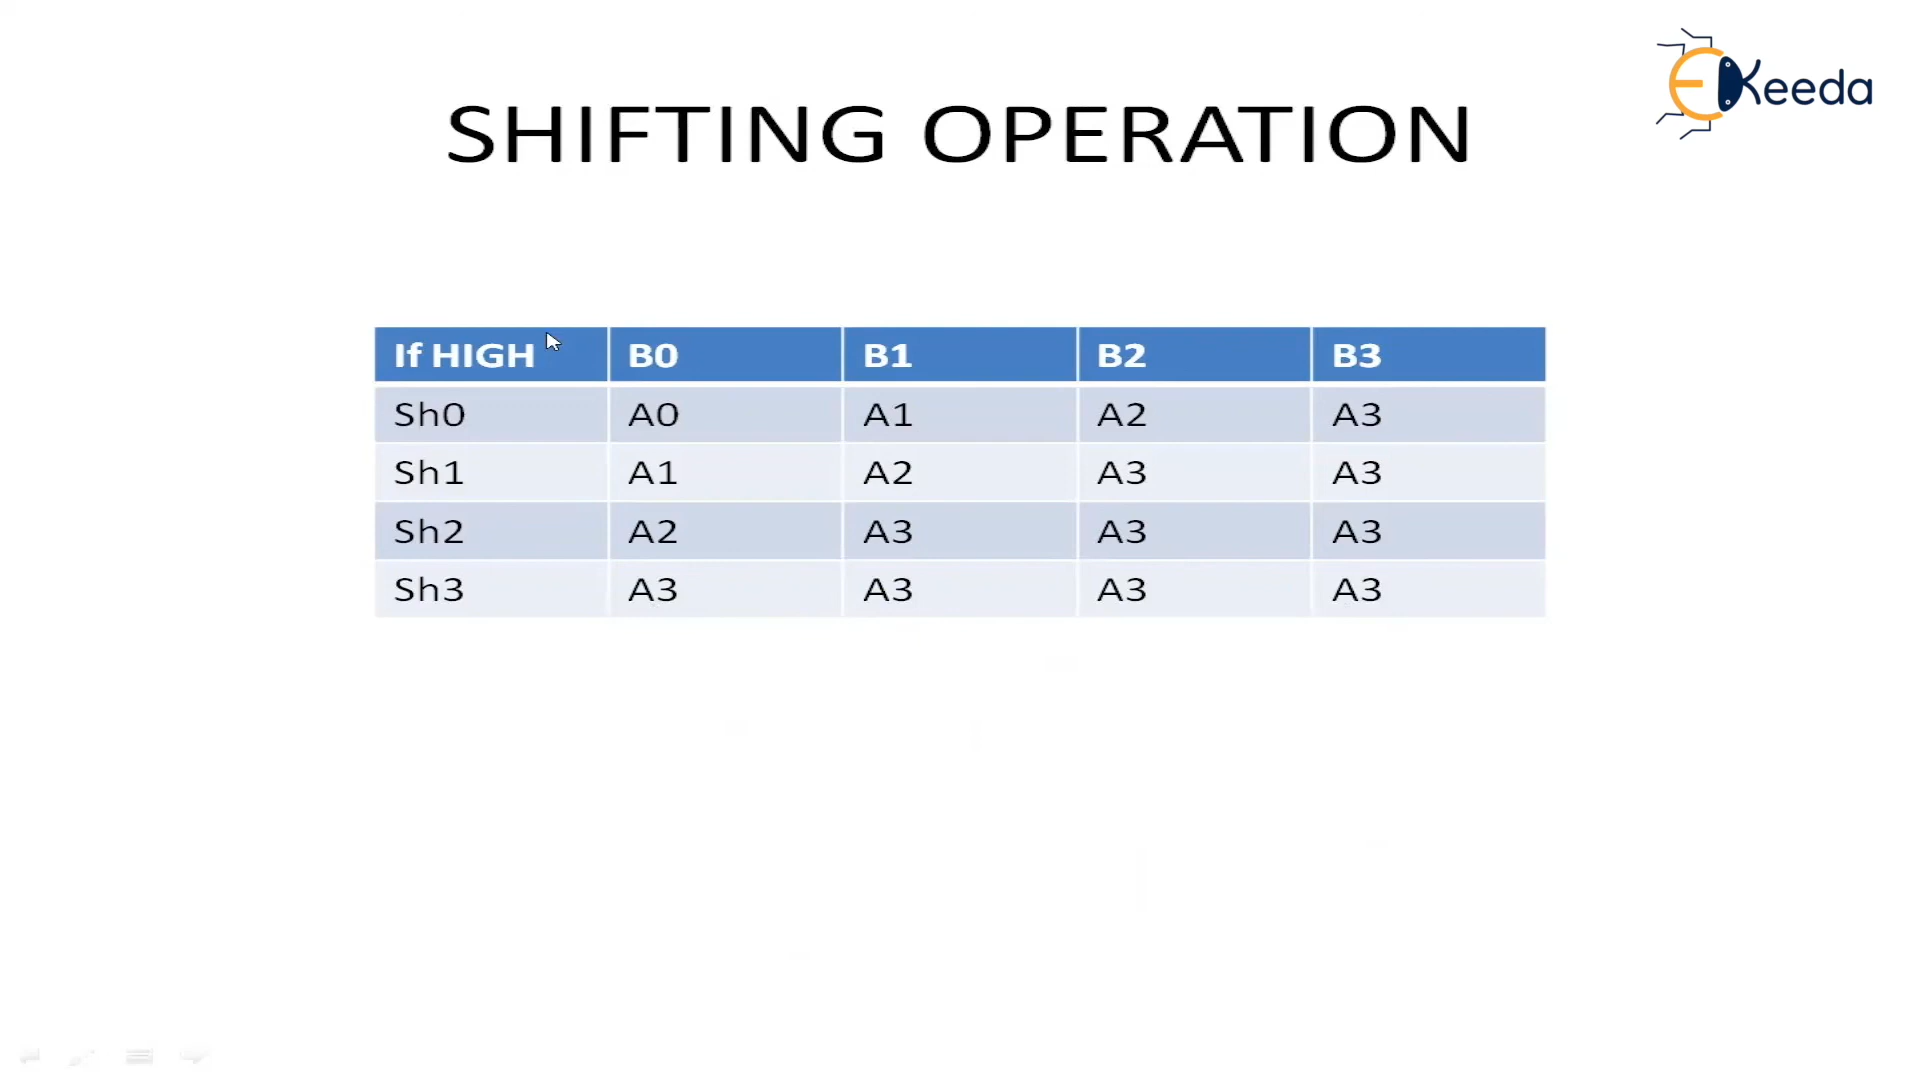 EKeeda
SHIFTING OPERATION
If HIGH B0 B1 B2 B3
Sh0 A0 A1 A2 A3
Sh1 A1 A2 A3 A3
Sh2 A2 A3 A3 A3
Sh3 A3 A3 A3 A3